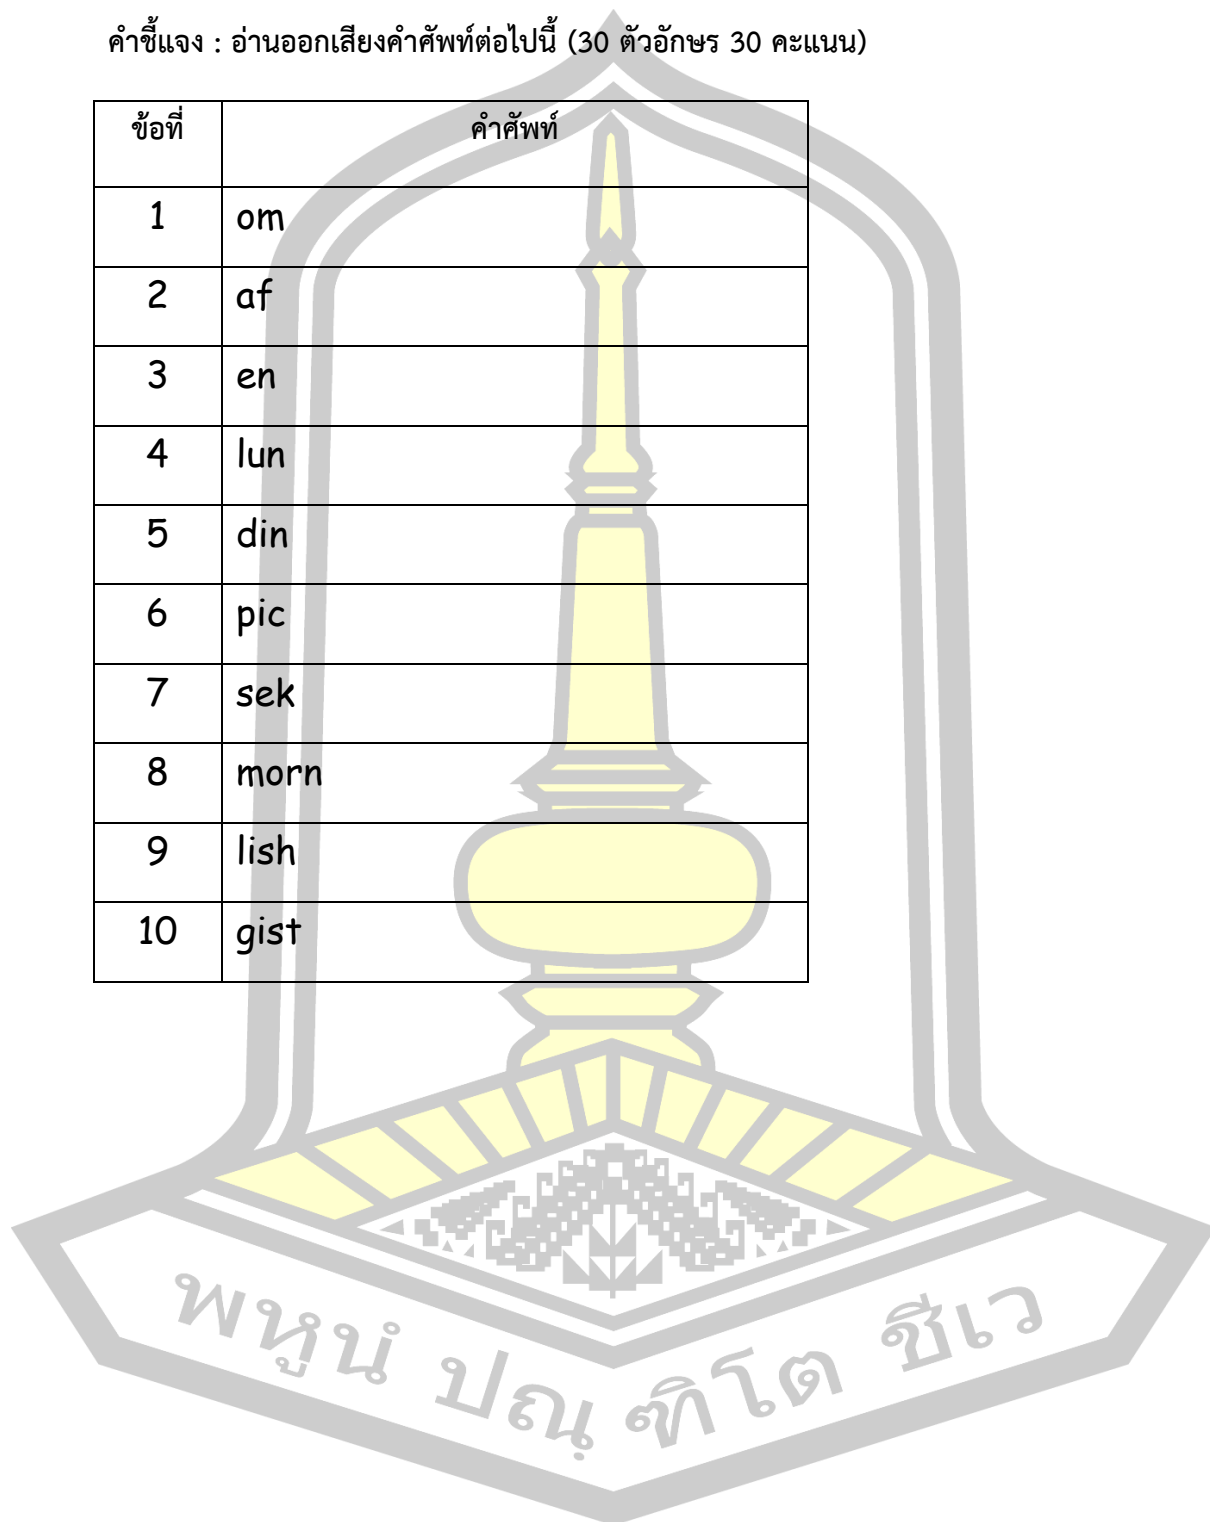 คำชี้แจง : อ่านออกเสียงคำศัพท์ต่อไปนี้ (30 ตัวอักษร 30 คะแนน)
ข้อที่ คำศัพท์
1 om
2 af
3 en
4 lun
5 din
6 pic
7 sek
8 morn
9 lish
10 gist
พหูนํ ปณฺ ฑิโต ชีเว